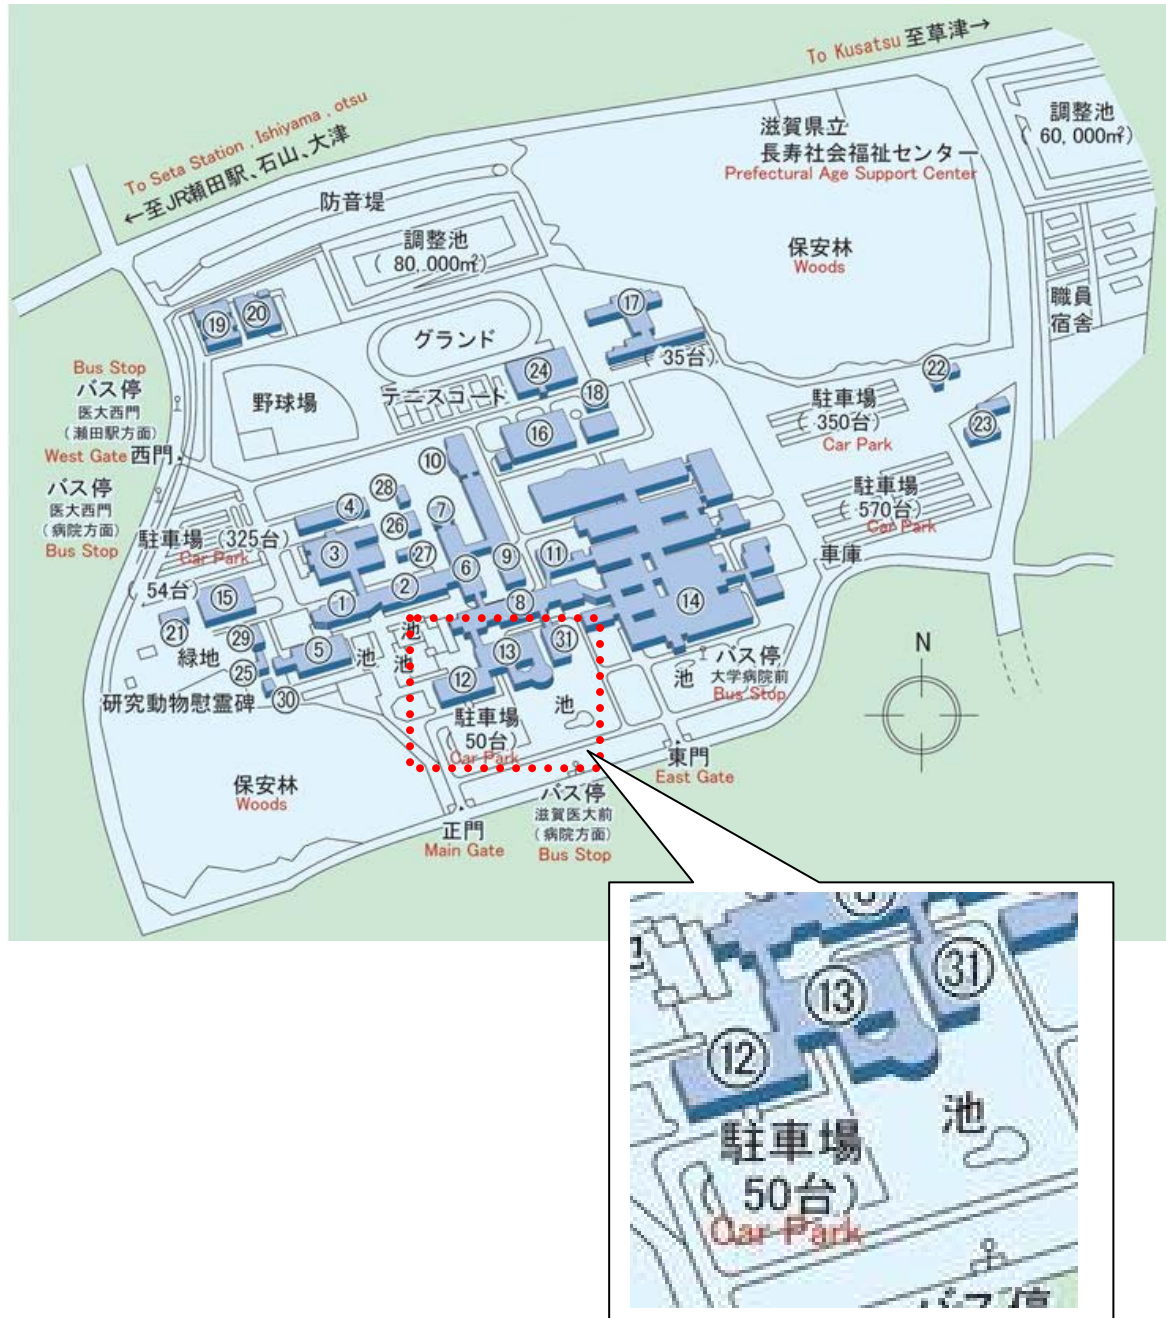 To Kusatsu 至草津→
To Seta Station , Ishiyama , otsu
←至JR瀬田駅、石山、大津
滋賀県立
長寿社会福祉センター
Prefectural Age Support Center
調整池
( 60,000㎡)
防音堤
調整池
( 80,000㎡)
保安林
Woods
職員
宿舎
⑰
⑲
⑳
グランド
( 35台)
㉔
㉒
Bus Stop
バス停
医大西門
(瀬田駅方面)
West Gate 西門
野球場
テニスコート
⑱
駐車場
( 350台)
Car Park
㉓
⑯
⑩
バス停
医大西門
(病院方面)
Bus Stop
駐車場 (325台)
Car Park
( 54台)
④
㉘
⑦
㉖
③
㉗
⑥
⑨
⑪
駐車場
( 570台)
Car Park
車庫
⑮
①
②
⑧
⑭
㉑
緑地
㉙
㉕
⑤
池
池
池
㉛
⑬
⑫
研究動物慰霊碑
㉚
駐車場
( 50台)
Car Park
池
池
バス停
大学病院前
Bus Stop
N
東門
East Gate
保安林
Woods
正門
Main Gate
バス停
滋賀医大前
(病院方面)
Bus Stop
⑬
㉛
⑫
池
駐車場
( 50台)
Car Park
バス停